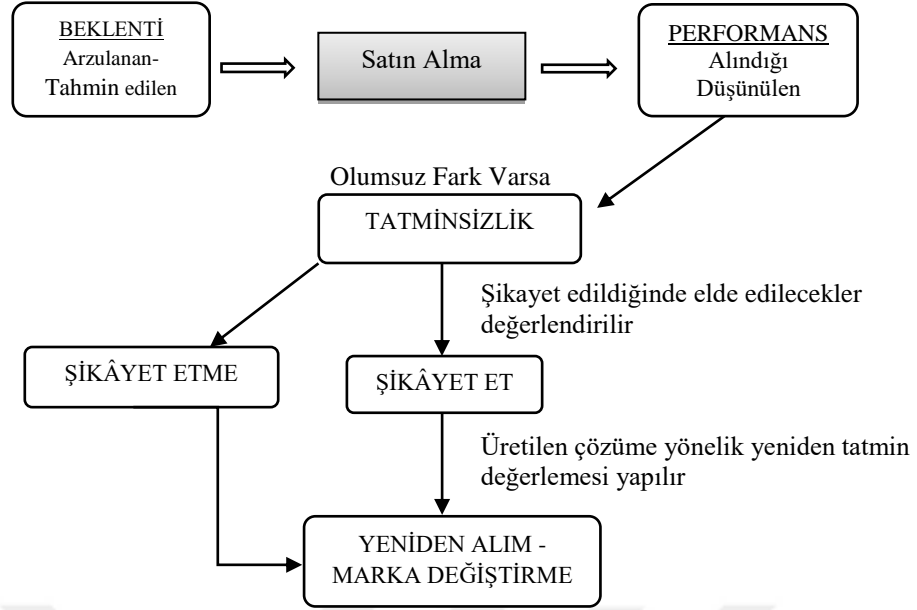 BEKLENTİ
Arzulanan-
Tahmin edilen
Satın Alma
PERFORMANS
Alındığı
Düşünülen
Olumsuz Fark Varsa
TATMİNSİZLİK
Şikayet edildiğinde elde edilecekler
değerlendirilir
ŞİKÂYET ETME
ŞİKÂYET ET
Üretilen çözüme yönelik yeniden tatmin
değerlemesi yapılır
YENİDEN ALIM -
MARKA DEĞİŞTİRME